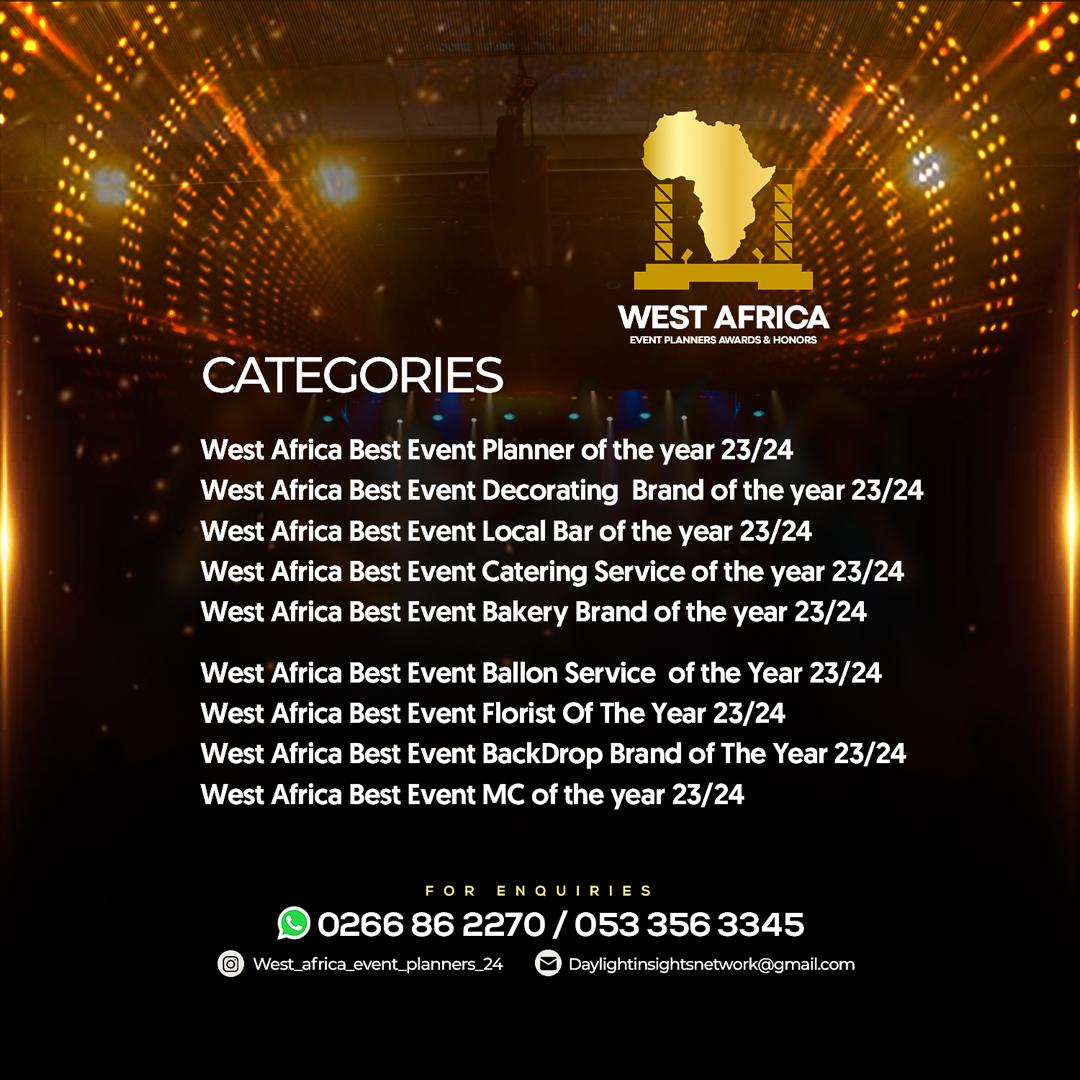 WEST AFRICA
EVENT PLANNERS AWARDS & HONORS
CATEGORIES
West Africa Best Event Planner of the year 23/24
West Africa Best Event Decorating  Brand of the year 23/24
West Africa Best Event Local Bar of the year 23/24
West Africa Best Event Catering Service of the year 23/24
West Africa Best Event Bakery Brand of the year 23/24
West Africa Best Event Ballon Service  of the Year 23/24
West Africa Best Event Florist Of The Year 23/24
West Africa Best Event BackDrop Brand of The Year 23/24
West Africa Best Event MC of the year 23/24
FOR ENQUIRIES
0266 86 2270 / 053 356 3345
West_africa_event_planners_24 Daylightinsightsnetwork@gmail.com